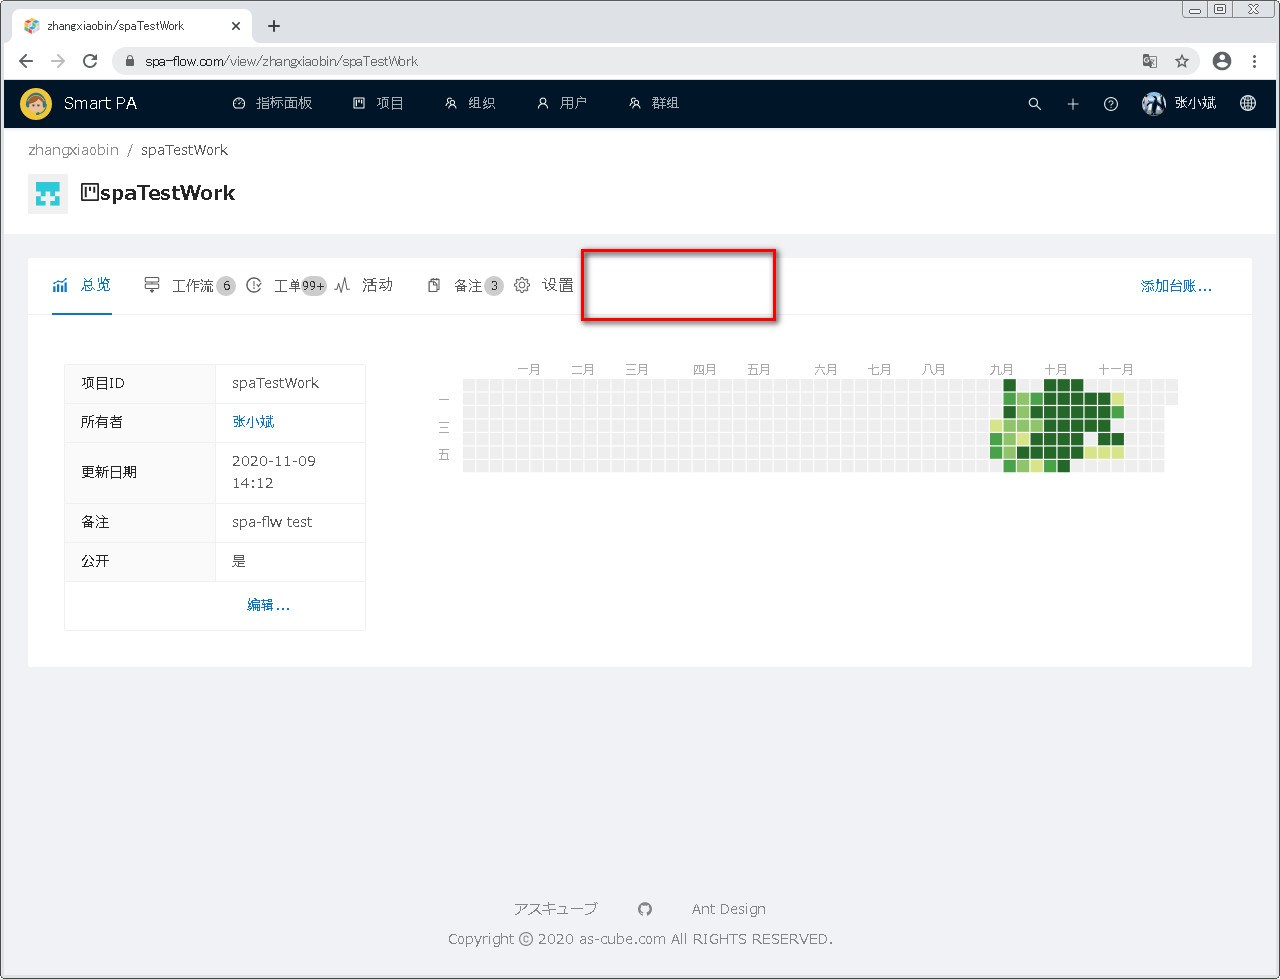 zhangxiaobin/spaTestWork
spa-flow.com/view/zhangxiaobin/spaTestWork
Smart PA 指标面板 项目 组织 用户 群组 张小斌
zhangxiaobin / spaTestWork
spaTestWork
总览 工作流 6 工单 99+ 活动 备注 3 设置 添加台账...
一月 二月 三月 四月 五月 六月 七月 八月 九月 十月 十一月
一
三
五
项目ID spaTestWork
所有者 张小斌
更新日期 2020-11-09 14:12
备注 spa-flw test
公开 是
编辑...
アスキューブ Ant Design
Copyright © 2020 as-cube.com All RIGHTS RESERVED.